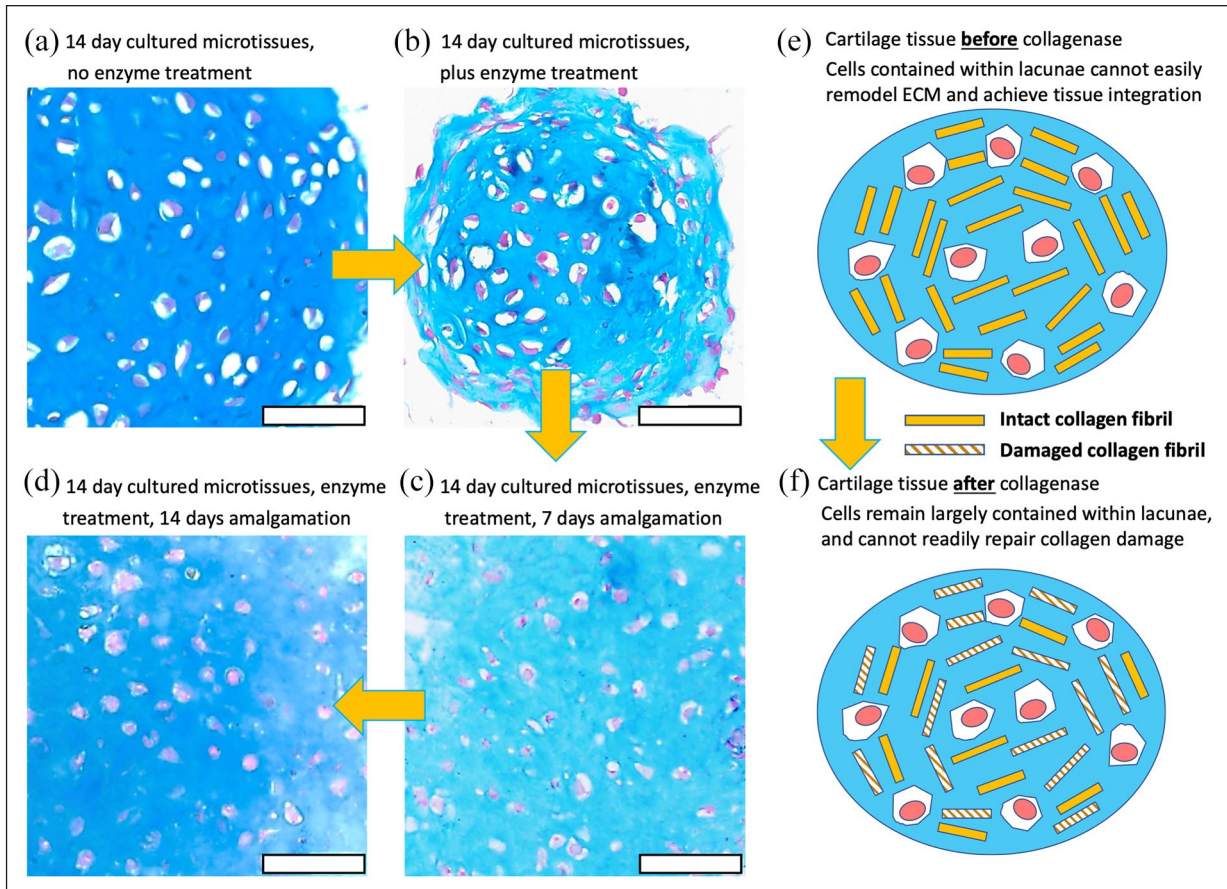 (a) 14 day cultured microtissues,
no enzyme treatment
(b) 14 day cultured microtissues,
plus enzyme treatment
(e) Cartilage tissue before collagenase
Cells contained within lacunae cannot easily
remodel ECM and achieve tissue integration
Intact collagen fibril
Damaged collagen fibril
(d) 14 day cultured microtissues, enzyme
treatment, 14 days amalgamation
(c) 14 day cultured microtissues, enzyme
treatment, 7 days amalgamation
(f) Cartilage tissue after collagenase
Cells remain largely contained within lacunae,
and cannot readily repair collagen damage